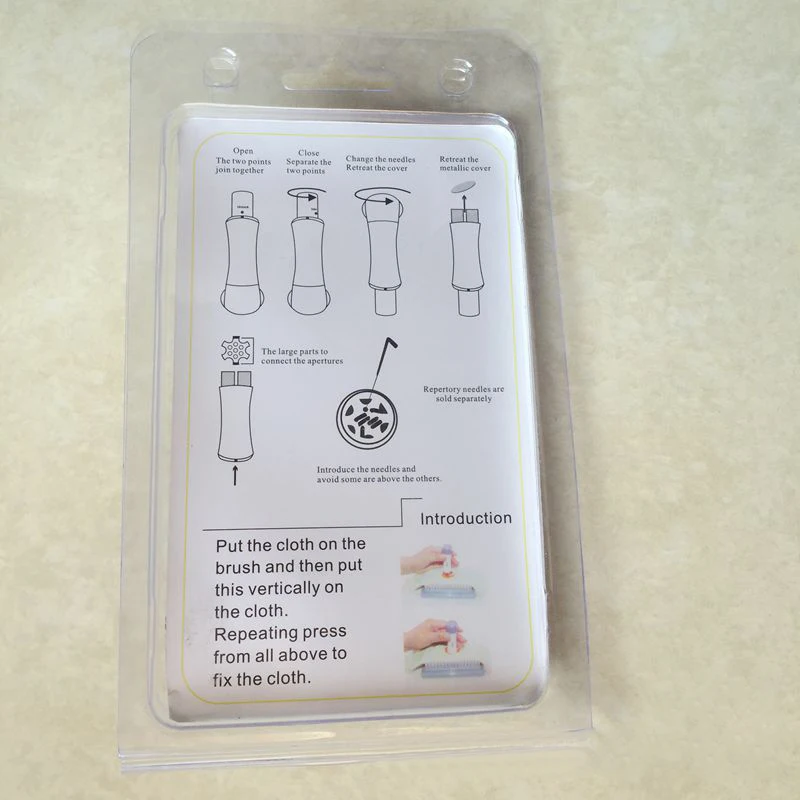 Open
The two points
join together
Close
Separate the
two points
Change the needles
Retreat the cover
Retreat the
metallic cover
The large parts to
connect the apertures
Repertory needles are
sold separately
Introduce the needles and
avoid some are above the others.
Introduction
Put the cloth on the
brush and then put
this vertically on
the cloth.
Repeating press
from all above to
fix the cloth.